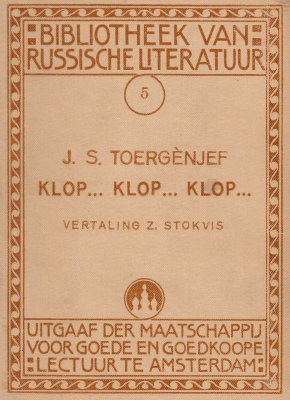 BIBLIOTHEEK VAN
RUSSISCHE LITERATUUR
5
J. S. TOERGÈNJEF
KLOP... KLOP... KLOP...
VERTALING Z. STOKVIS
UITGAAF DER MAATSCHAPPIJ
VOOR GOEDE EN GOEDKOOPE
LECTUUR TE AMSTERDAM